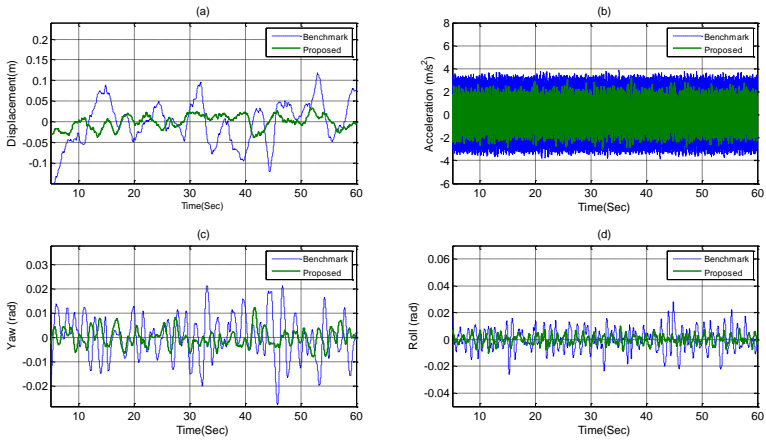 (a)
Displacement(m)
0.2
0.15
0.1
0.05
0
-0.05
-0.1
10 20 30 40 50 60
Time(Sec)
Benchmark
Proposed
(b)
Acceleration (m/s²)
8
6
4
2
0
-2
-4
-6
10 20 30 40 50 60
Time(Sec)
Benchmark
Proposed
(c)
Yaw (rad)
0.03
0.02
0.01
0
-0.01
-0.02
10 20 30 40 50 60
Time(Sec)
Benchmark
Proposed
(d)
Roll (rad)
0.06
0.04
0.02
0
-0.02
-0.04
10 20 30 40 50 60
Time(Sec)
Benchmark
Proposed